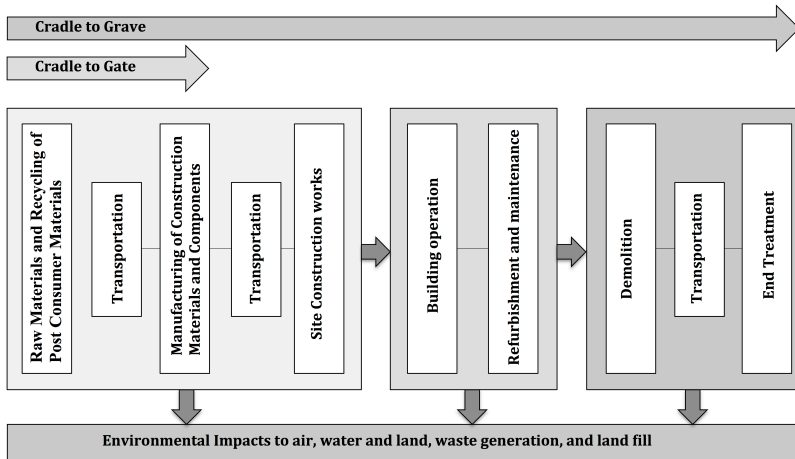 Cradle to Grave
Cradle to Gate
Raw Materials and Recycling of
Post Consumer Materials
Transportation
Manufacturing of Construction
Materials and Components
Transportation
Site Construction works
Building operation
Refurbishment and maintenance
Demolition
Transportation
End Treatment
Environmental Impacts to air, water and land, waste generation, and land fill